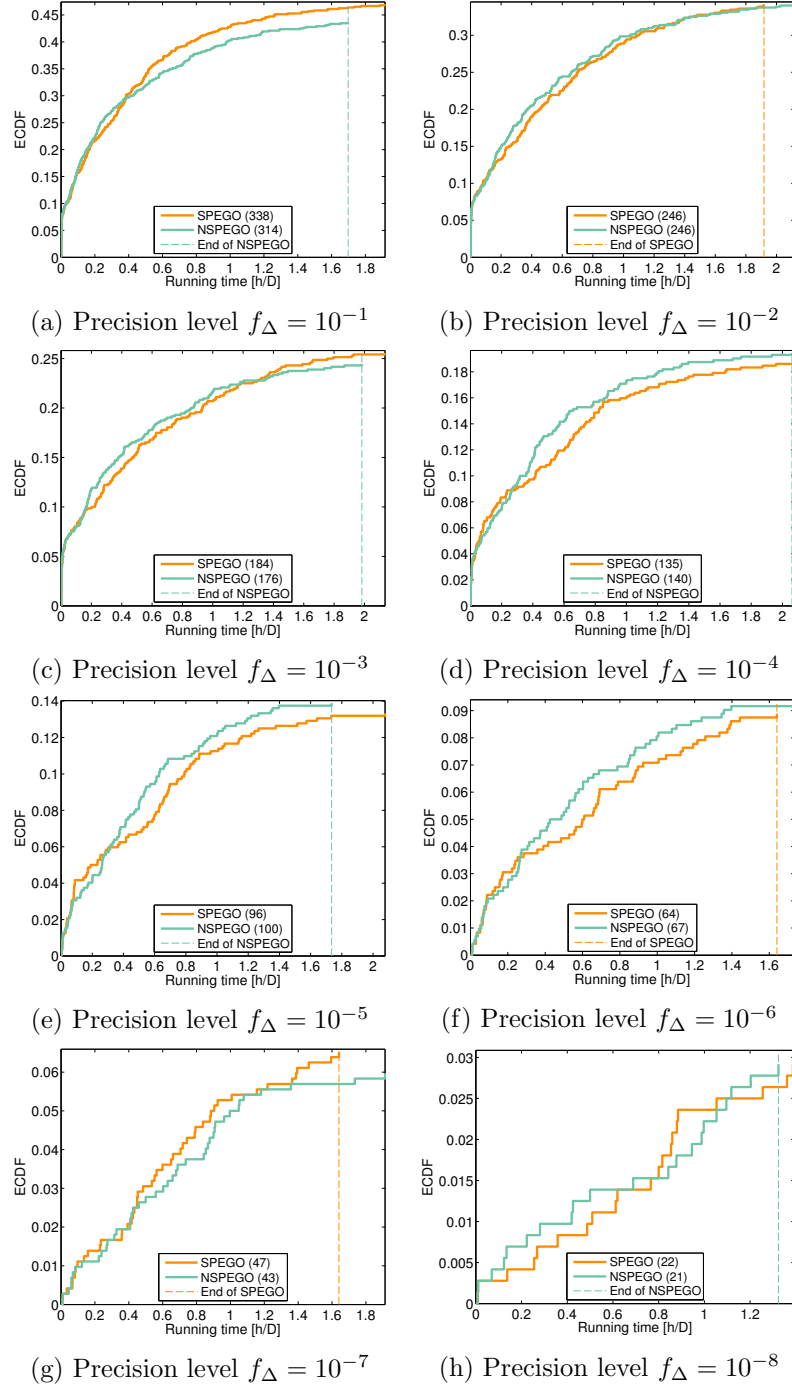 ECDF
0.45
0.4
0.35
0.3
0.25
0.2
0.15
0.1
0.05
0
0 0.2 0.4 0.6 0.8 1 1.2 1.4 1.6 1.8
Running time [h/D]
SPEGO (338)
NSPEGO (314)
End of NSPEGO
(a) Precision level f_Δ = 10^−1
ECDF
0.3
0.25
0.2
0.15
0.1
0.05
0
0 0.2 0.4 0.6 0.8 1 1.2 1.4 1.6 1.8 2
Running time [h/D]
SPEGO (246)
NSPEGO (246)
End of SPEGO
(b) Precision level f_Δ = 10^−2
ECDF
0.25
0.2
0.15
0.1
0.05
0
0 0.2 0.4 0.6 0.8 1 1.2 1.4 1.6 1.8 2
Running time [h/D]
SPEGO (184)
NSPEGO (176)
End of NSPEGO
(c) Precision level f_Δ = 10^−3
ECDF
0.18
0.16
0.14
0.12
0.1
0.08
0.06
0.04
0.02
0
0 0.2 0.4 0.6 0.8 1 1.2 1.4 1.6 1.8 2
Running time [h/D]
SPEGO (135)
NSPEGO (140)
End of NSPEGO
(d) Precision level f_Δ = 10^−4
ECDF
0.14
0.12
0.1
0.08
0.06
0.04
0.02
0
0 0.2 0.4 0.6 0.8 1 1.2 1.4 1.6 1.8 2
Running time [h/D]
SPEGO (96)
NSPEGO (100)
End of NSPEGO
(e) Precision level f_Δ = 10^−5
ECDF
0.09
0.08
0.07
0.06
0.05
0.04
0.03
0.02
0.01
0
0 0.2 0.4 0.6 0.8 1 1.2 1.4 1.6
Running time [h/D]
SPEGO (64)
NSPEGO (67)
End of SPEGO
(f) Precision level f_Δ = 10^−6
ECDF
0.06
0.05
0.04
0.03
0.02
0.01
0
0 0.2 0.4 0.6 0.8 1 1.2 1.4 1.6 1.8
Running time [h/D]
SPEGO (47)
NSPEGO (43)
End of SPEGO
(g) Precision level f_Δ = 10^−7
ECDF
0.03
0.025
0.02
0.015
0.01
0.005
0
0 0.2 0.4 0.6 0.8 1 1.2
Running time [h/D]
SPEGO (22)
NSPEGO (21)
End of NSPEGO
(h) Precision level f_Δ = 10^−8